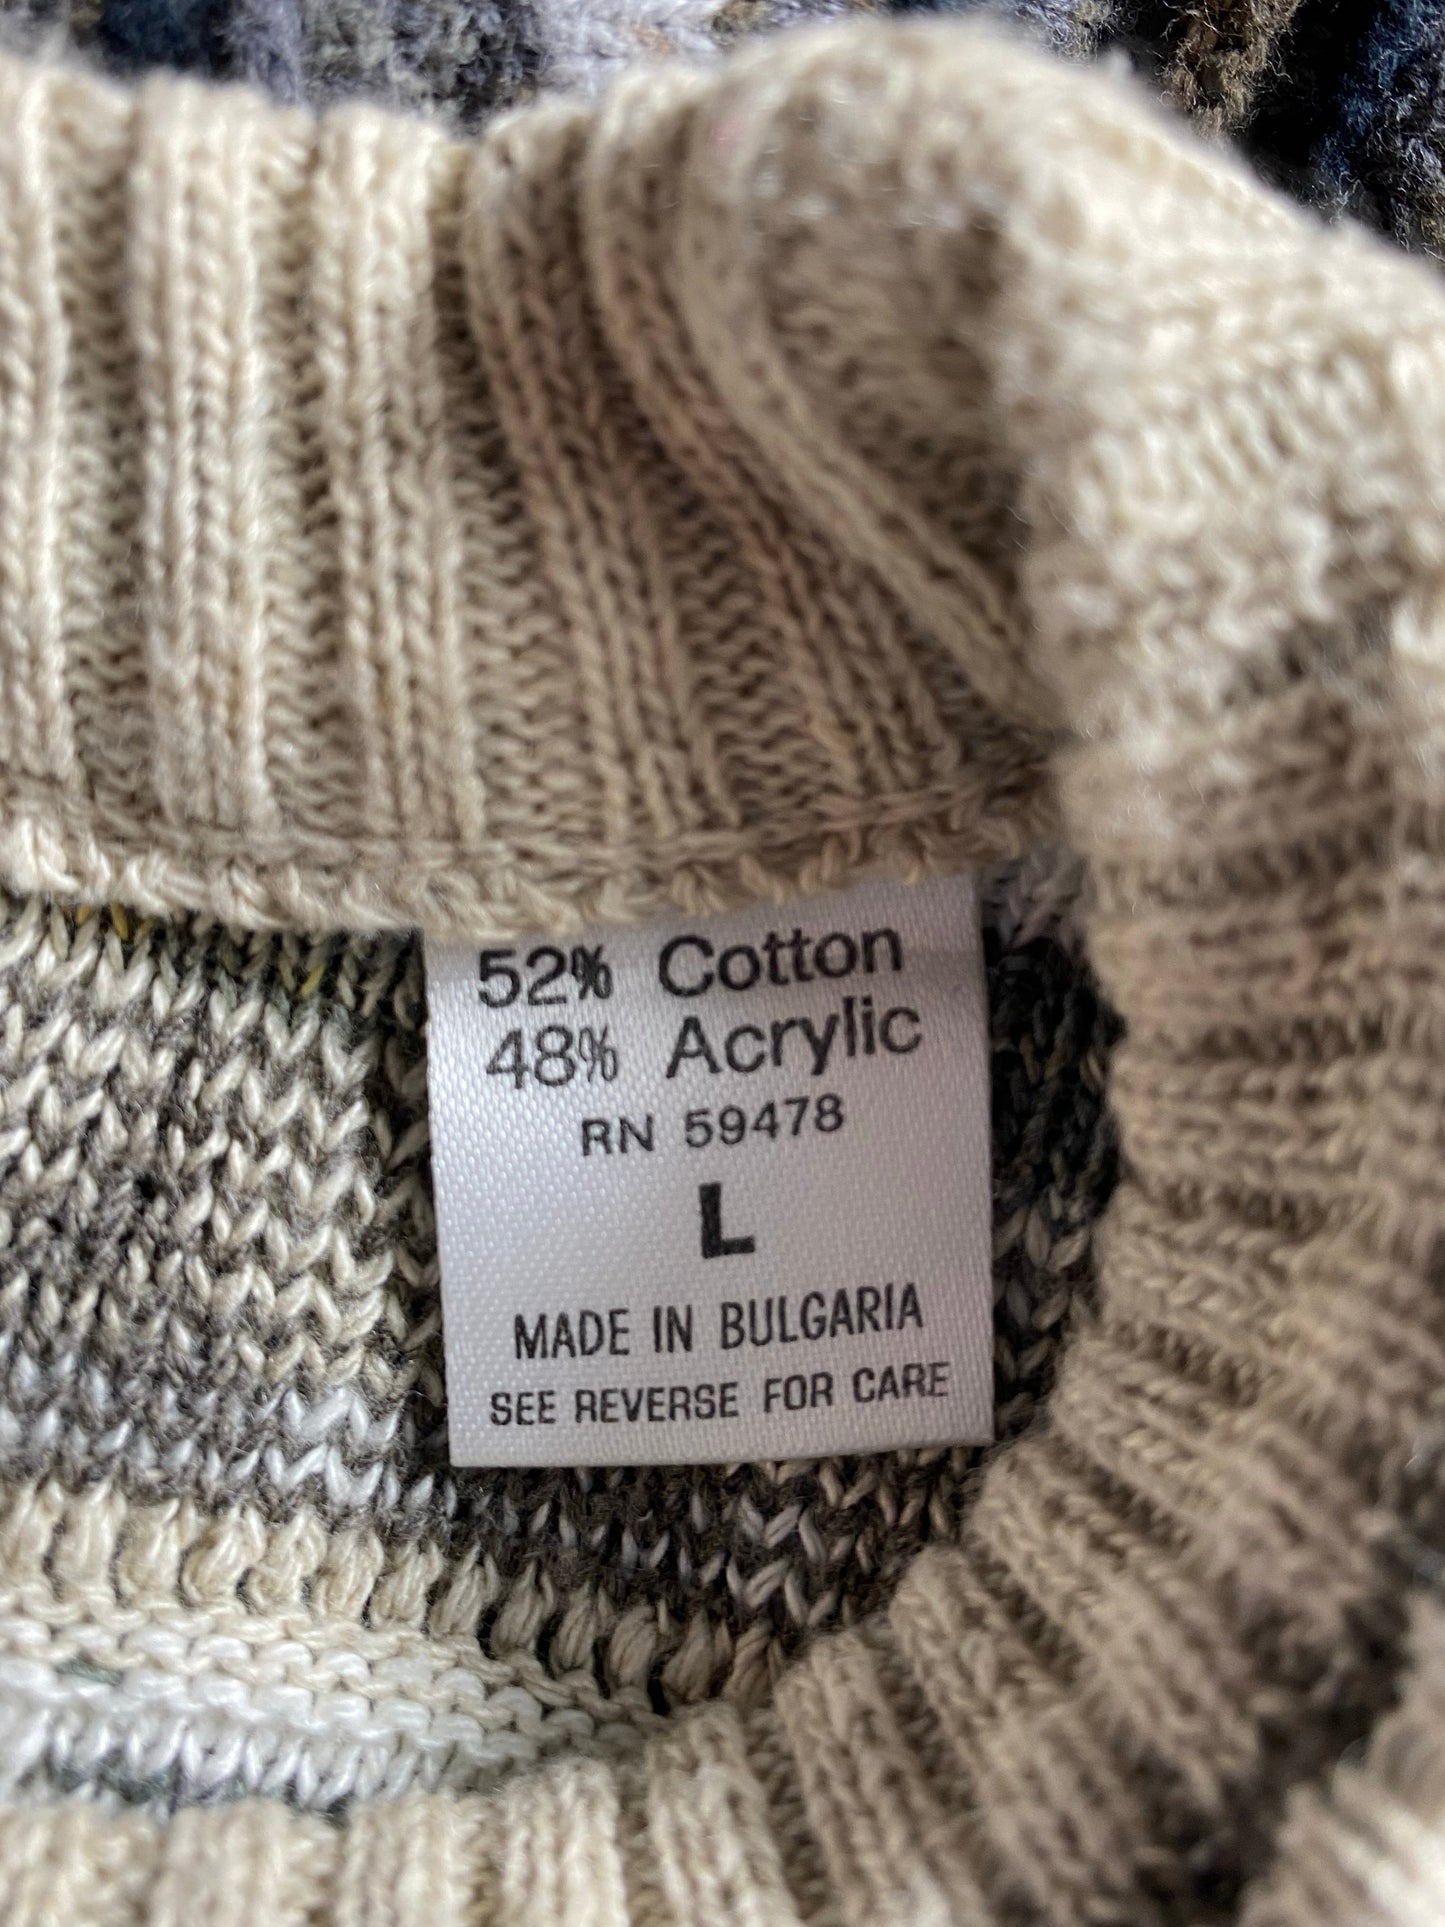 52% Cotton
48% Acrylic
RN 59478
L
MADE IN BULGARIA
SEE REVERSE FOR CARE